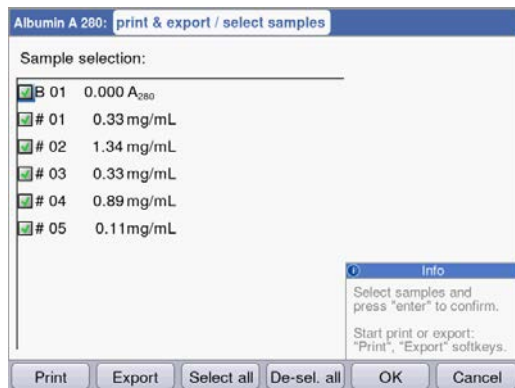 Albumin A 280: print & export / select samples
Sample selection:
B 01 0.000 A₂₈₀
# 01 0.33 mg/mL
# 02 1.34 mg/mL
# 03 0.33 mg/mL
# 04 0.89 mg/mL
# 05 0.11mg/mL
Info
Select samples and
press "enter" to confirm.
Start print or export:
"Print", "Export" softkeys.
Print Export Select all De-sel. all OK Cancel